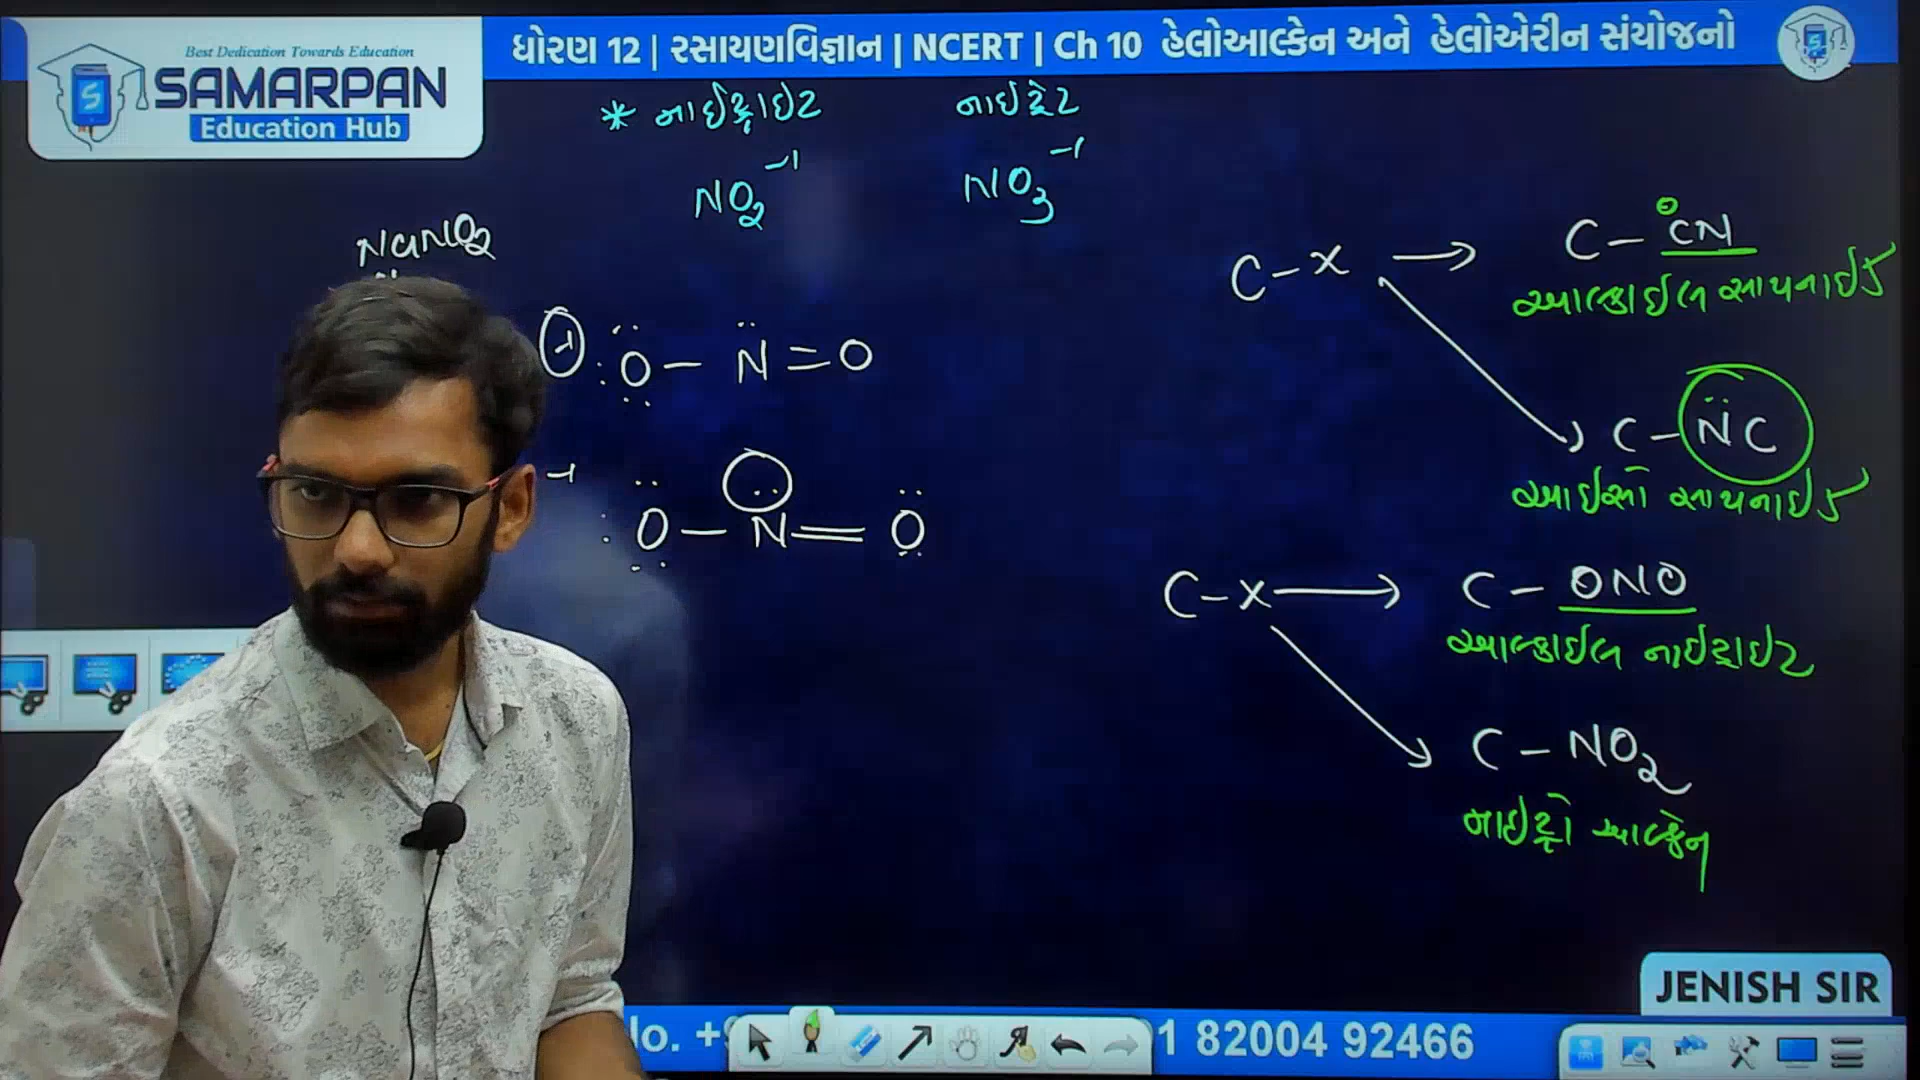 Best Dedication Towards Education
SAMARPAN
Education Hub
ધોરણ 12 | રસાયણવિજ્ઞાન | NCERT | Ch 10 હેલોઆલ્કેન અને હેલોએરીન સંયોજનો
* નાઈટ્રાઈટ નાઈટ્રેટ
NO₂⁻¹ NO₃⁻¹
NaNO₂
-1 O – N = O
-1 O – N = O
C – X → C – CN
આલ્કાઈલ સાયનાઈડ
C – NC
આઈસો સાયનાઈડ
C – X → C – ONO
આલ્કાઈલ નાઈટ્રાઈટ
C – NO₂
નાઈટ્રો આલ્કેન
JENISH SIR
1 82004 92466